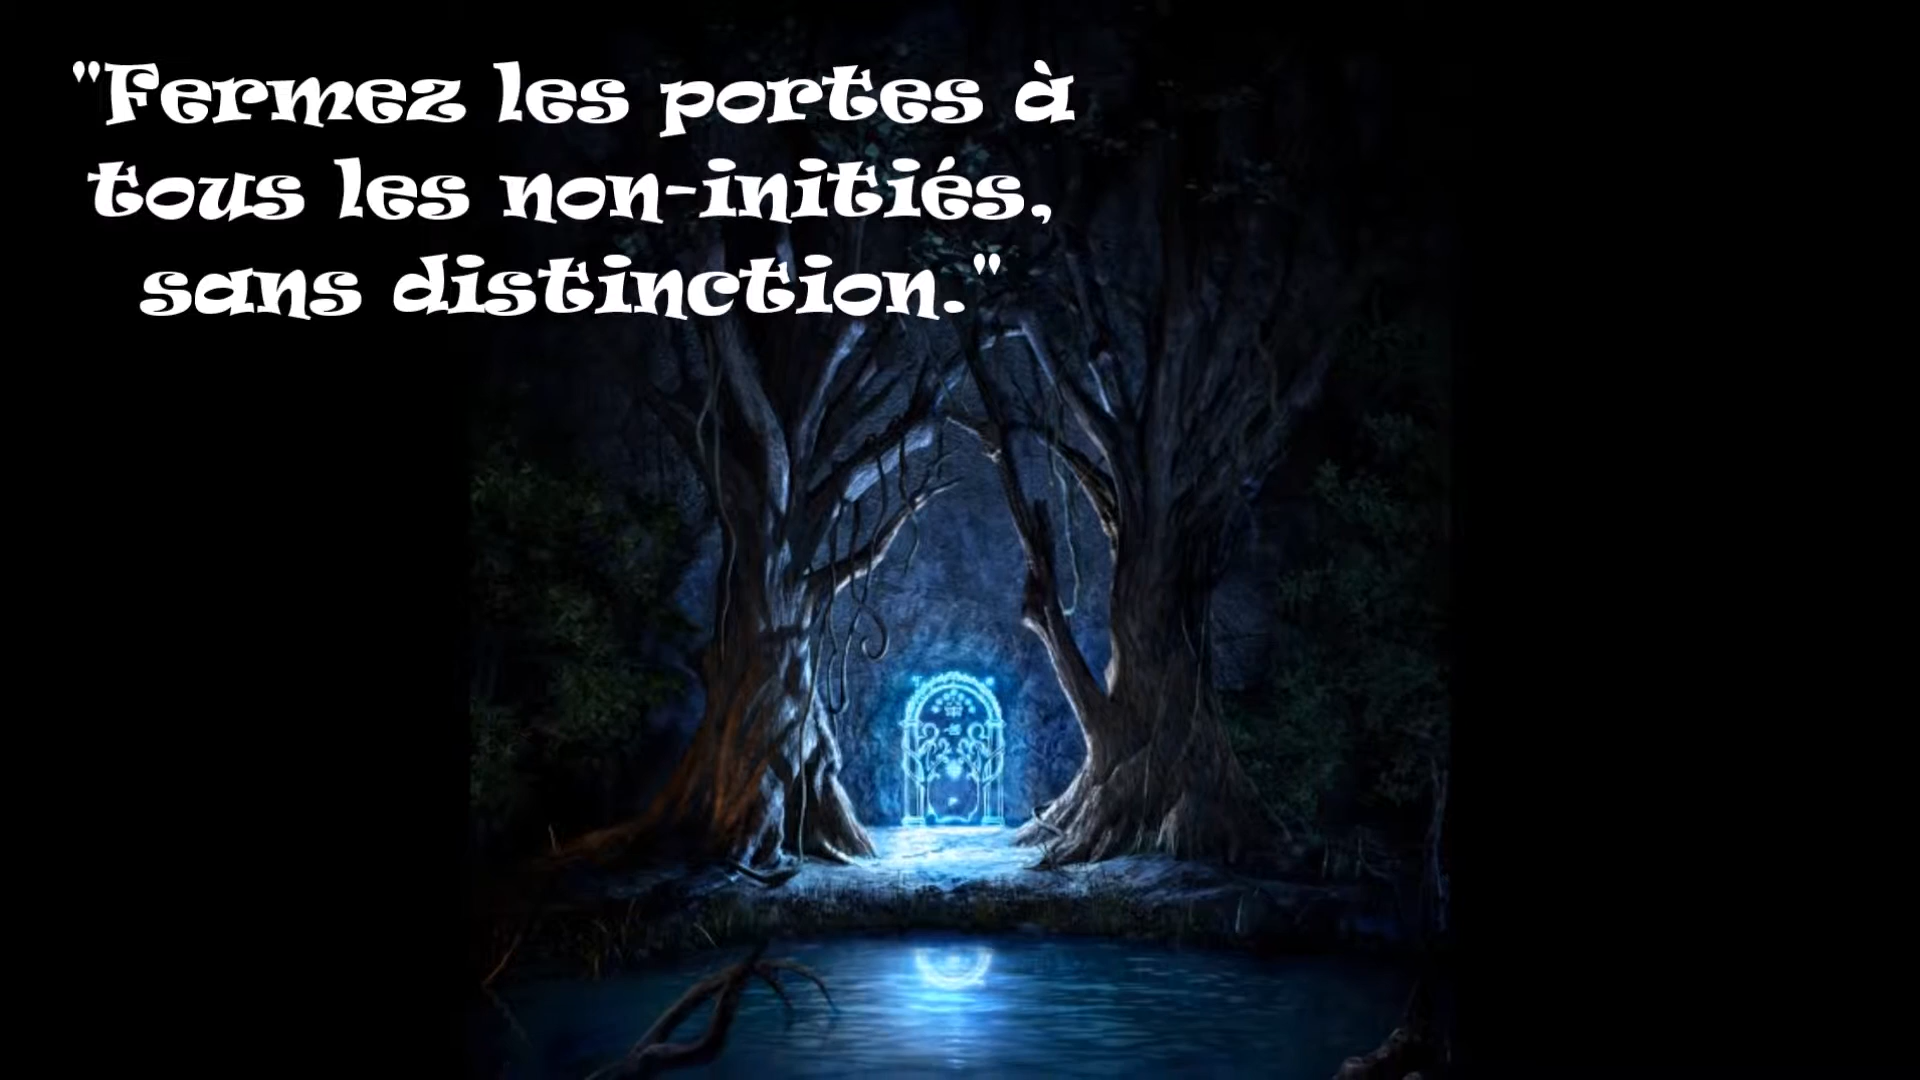 "Fermez les portes à
tous les non-initiés,
sans distinction."